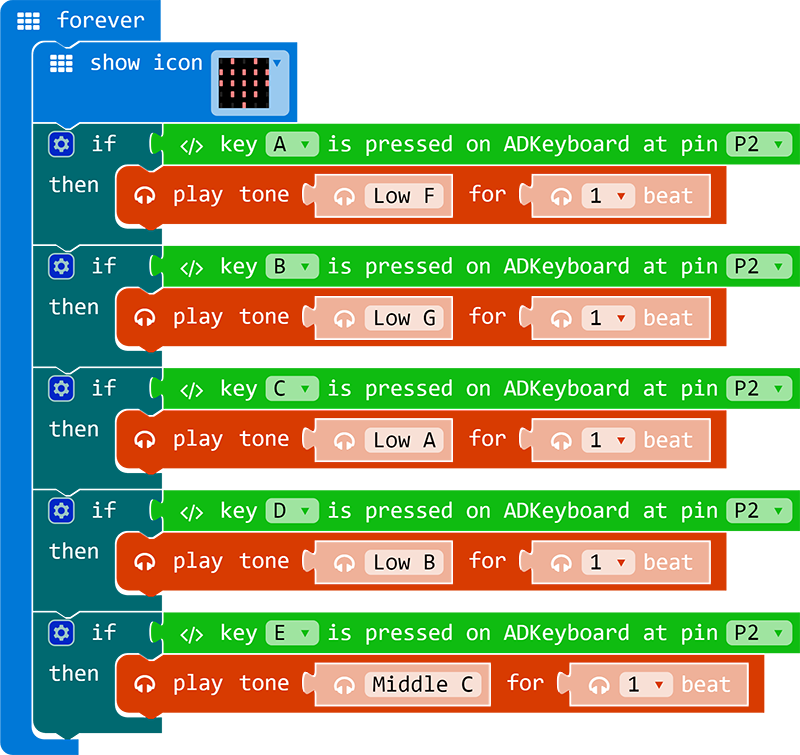 forever
show icon
if </> key A is pressed on ADKeyboard at pin P2
then play tone Low F for 1 beat
if </> key B is pressed on ADKeyboard at pin P2
then play tone Low G for 1 beat
if </> key C is pressed on ADKeyboard at pin P2
then play tone Low A for 1 beat
if </> key D is pressed on ADKeyboard at pin P2
then play tone Low B for 1 beat
if </> key E is pressed on ADKeyboard at pin P2
then play tone Middle C for 1 beat